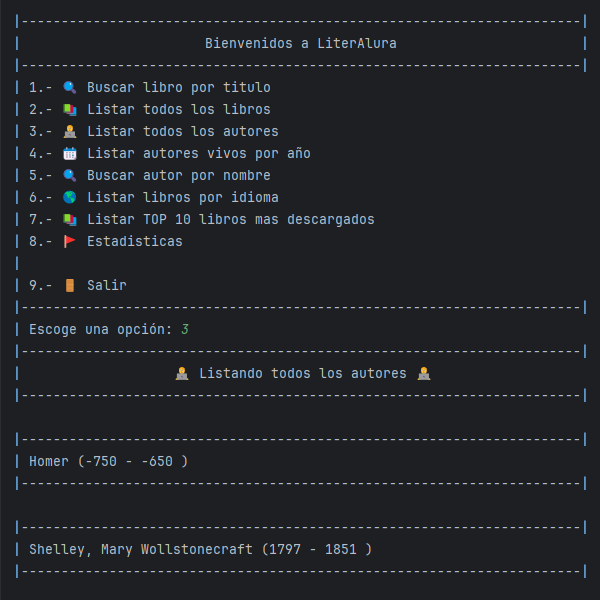 |----------------------------------------------------------------------|
| Bienvenidos a LiterAlura |
|----------------------------------------------------------------------|
| 1.- 🔍 Buscar libro por titulo
| 2.- 📚 Listar todos los libros
| 3.- 👨‍💻 Listar todos los autores
| 4.- 📅 Listar autores vivos por año
| 5.- 🔍 Buscar autor por nombre
| 6.- 🌎 Listar libros por idioma
| 7.- 📚 Listar TOP 10 libros mas descargados
| 8.- 🚩 Estadisticas
|
| 9.- 🚪 Salir
|----------------------------------------------------------------------|
| Escoge una opción: 3
|----------------------------------------------------------------------|
| 👨‍💻 Listando todos los autores 👨‍💻
|----------------------------------------------------------------------|
|----------------------------------------------------------------------|
| Homer (-750 - -650 )
|----------------------------------------------------------------------|
|----------------------------------------------------------------------|
| Shelley, Mary Wollstonecraft (1797 - 1851 )
|----------------------------------------------------------------------|